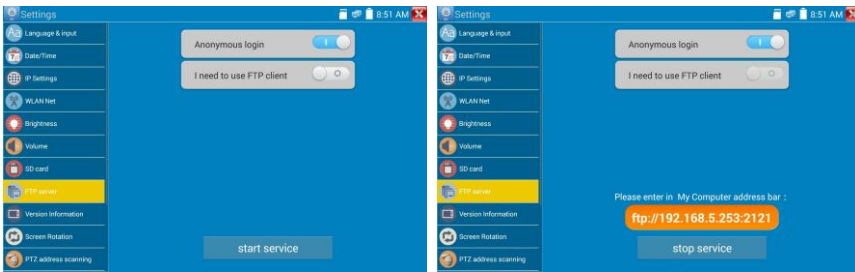 Settings
8:51 AM
Language & input
Date/Time
IP Settings
WLAN Net
Brightness
Volume
SD card
FTP server
Version Information
Screen Rotation
PTZ address scanning
Anonymous login
I need to use FTP client
start service
Settings
8:51 AM
Language & input
Date/Time
IP Settings
WLAN Net
Brightness
Volume
SD card
FTP server
Version Information
Screen Rotation
PTZ address scanning
Anonymous login
I need to use FTP client
Please enter in My Computer address bar :
ftp://192.168.5.253:2121
stop service